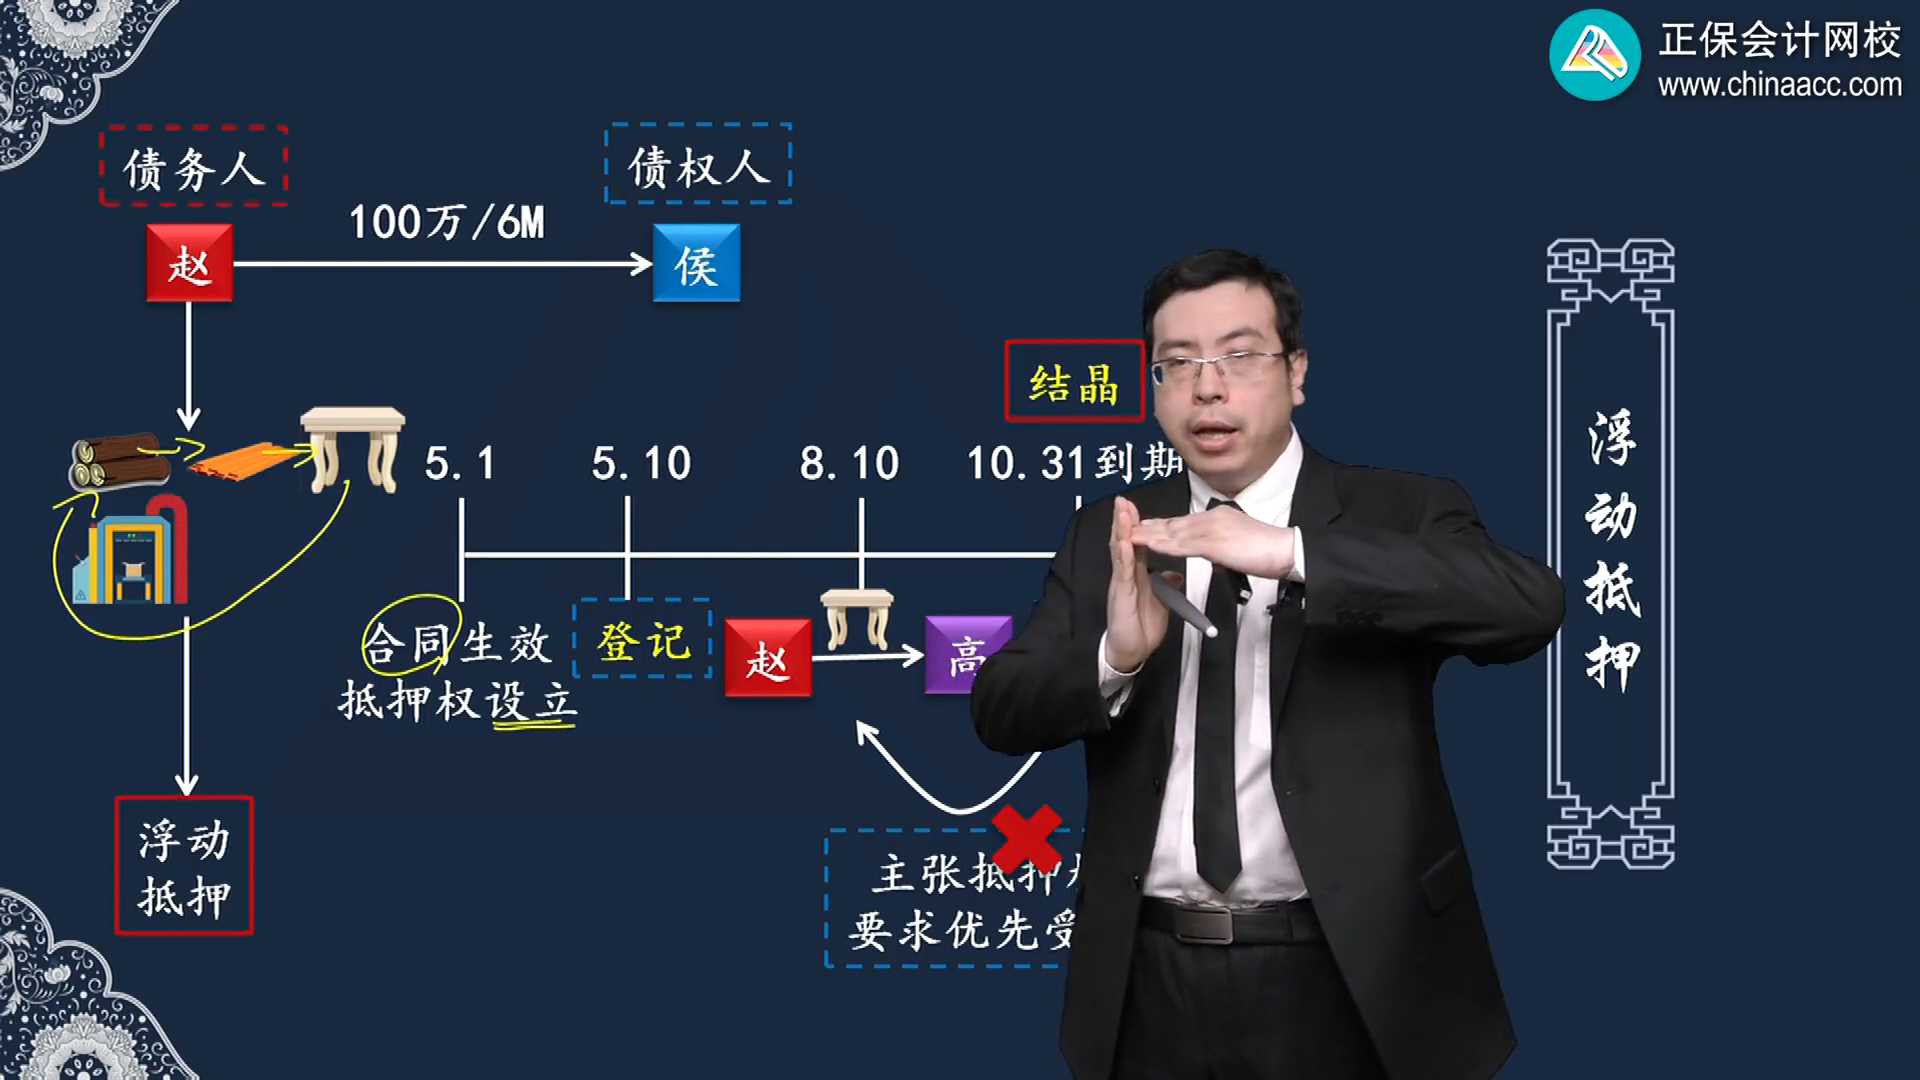 正保会计网校
www.chinaacc.com
债务人
债权人
100万/6M
赵
侯
结晶
5.1
5.10
8.10
10.31到期
合同生效
抵押权设立
登记
赵
高
浮动
抵押
主张抵押
要求优先受
浮动抵押